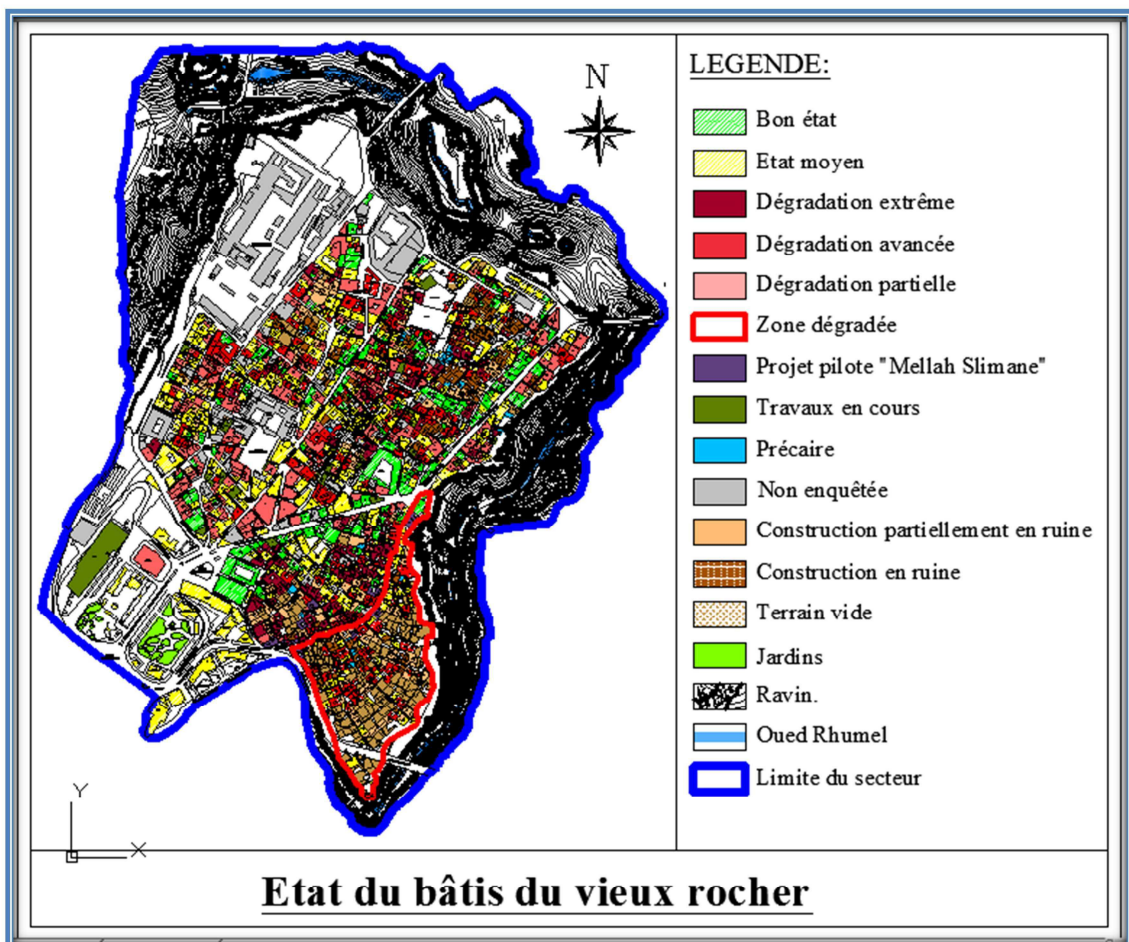 N
LEGENDE:
Bon état
Etat moyen
Dégradation extrême
Dégradation avancée
Dégradation partielle
Zone dégradée
Projet pilote "Mellah Slimane"
Travaux en cours
Précaire
Non enquêtée
Construction partiellement en ruine
Construction en ruine
Terrain vide
Jardins
Ravin.
Oued Rhumel
Limite du secteur
Y
X
Etat du bâtis du vieux rocher